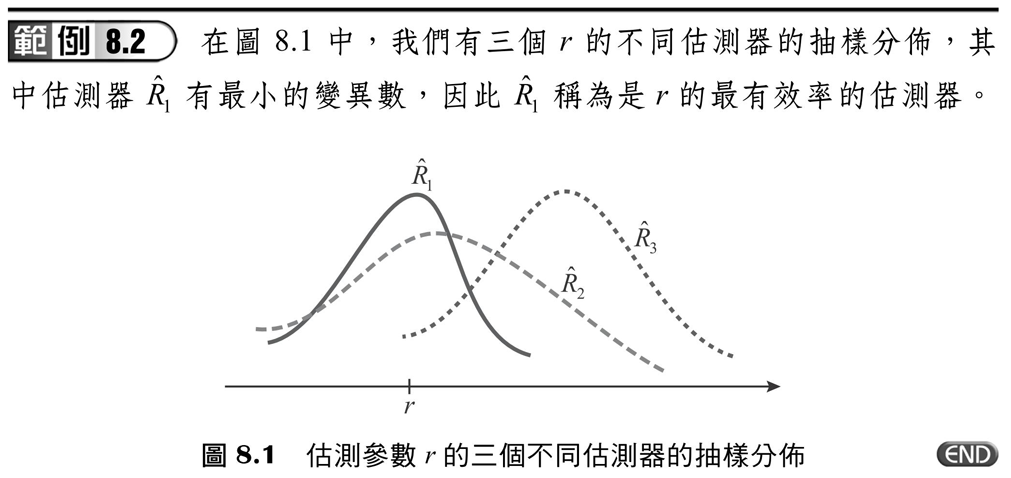 範例 8.2 在圖 8.1 中，我們有三個 r 的不同估測器的抽樣分佈，其
中估測器 R̂₁ 有最小的變異數，因此 R̂₁ 稱為是 r 的最有效率的估測器。
R̂₁
R̂₃
R̂₂
r
圖 8.1 估測參數 r 的三個不同估測器的抽樣分佈
END